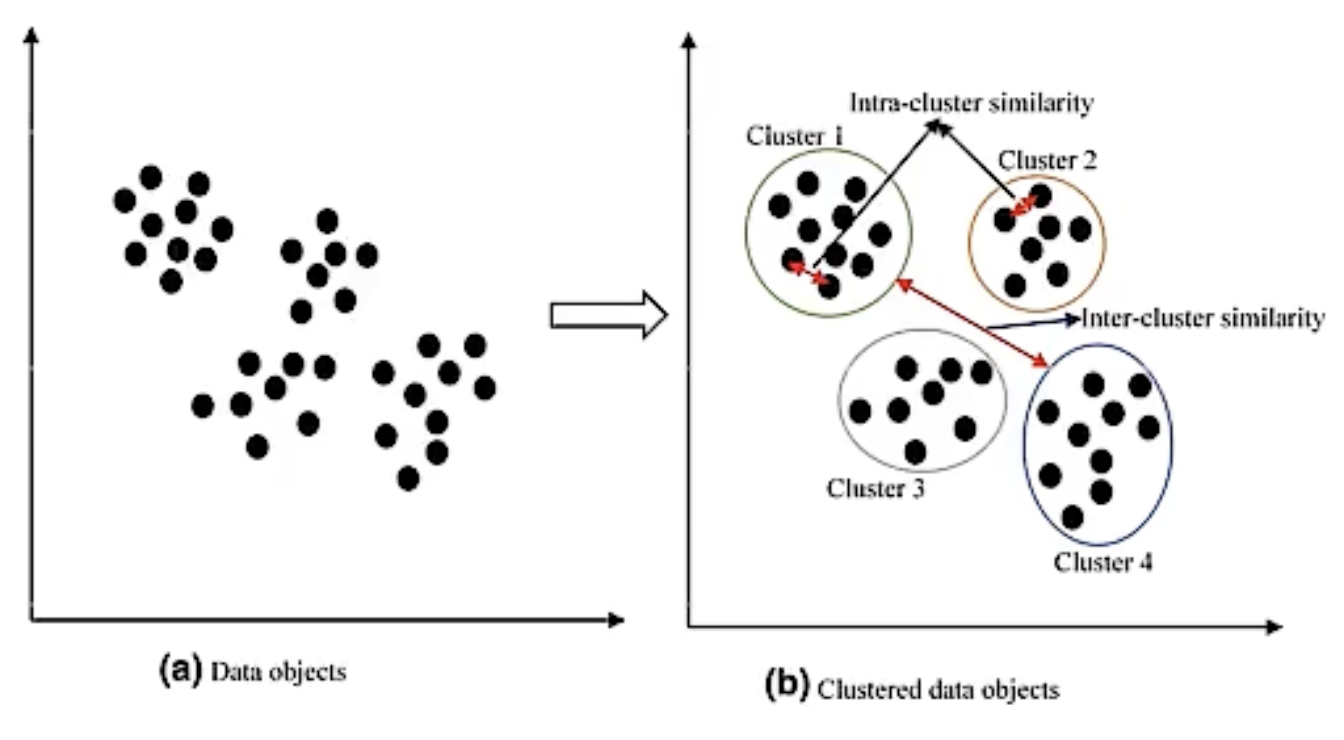 Intra-cluster similarity
Cluster 1
Cluster 2
Inter-cluster similarity
Cluster 3
Cluster 4
(a) Data objects
(b) Clustered data objects